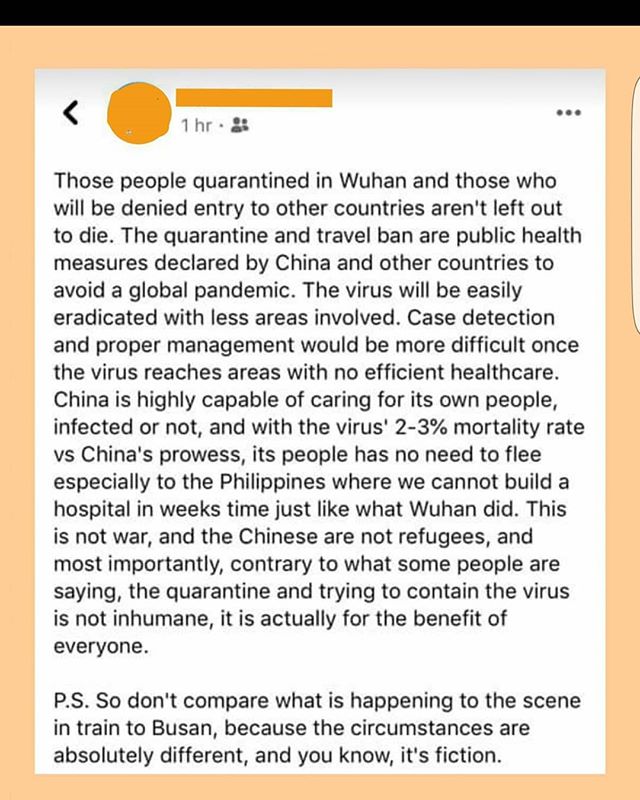 1 hr ·
Those people quarantined in Wuhan and those who
will be denied entry to other countries aren't left out
to die. The quarantine and travel ban are public health
measures declared by China and other countries to
avoid a global pandemic. The virus will be easily
eradicated with less areas involved. Case detection
and proper management would be more difficult once
the virus reaches areas with no efficient healthcare.
China is highly capable of caring for its own people,
infected or not, and with the virus' 2-3% mortality rate
vs China's prowess, its people has no need to flee
especially to the Philippines where we cannot build a
hospital in weeks time just like what Wuhan did. This
is not war, and the Chinese are not refugees, and
most importantly, contrary to what some people are
saying, the quarantine and trying to contain the virus
is not inhumane, it is actually for the benefit of
everyone.
P.S. So don't compare what is happening to the scene
in train to Busan, because the circumstances are
absolutely different, and you know, it's fiction.